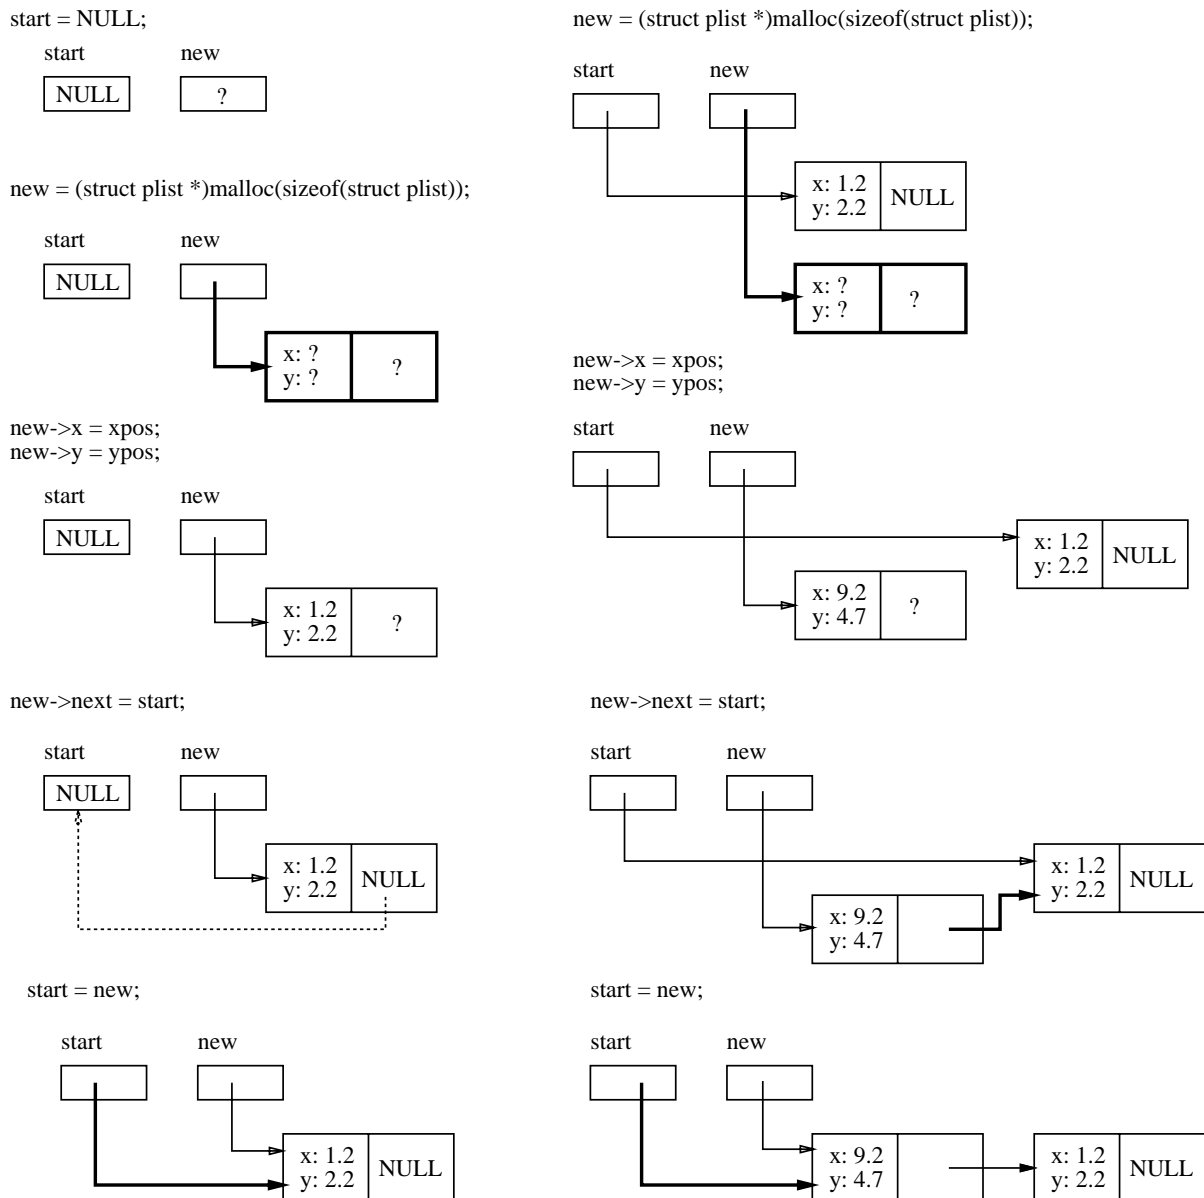 start = NULL;
start new
NULL ?
new = (struct plist *)malloc(sizeof(struct plist));
start new
NULL
x: ?
y: ?
?
new->x = xpos;
new->y = ypos;
start new
NULL
x: 1.2
y: 2.2
?
new->next = start;
start new
NULL
x: 1.2
y: 2.2
NULL
start = new;
start new
x: 1.2
y: 2.2
NULL
new = (struct plist *)malloc(sizeof(struct plist));
start new
x: 1.2
y: 2.2
NULL
x: ?
y: ?
?
new->x = xpos;
new->y = ypos;
start new
x: 1.2
y: 2.2
NULL
x: 9.2
y: 4.7
?
new->next = start;
start new
x: 1.2
y: 2.2
NULL
x: 9.2
y: 4.7
start = new;
start new
x: 9.2
y: 4.7
x: 1.2
y: 2.2
NULL